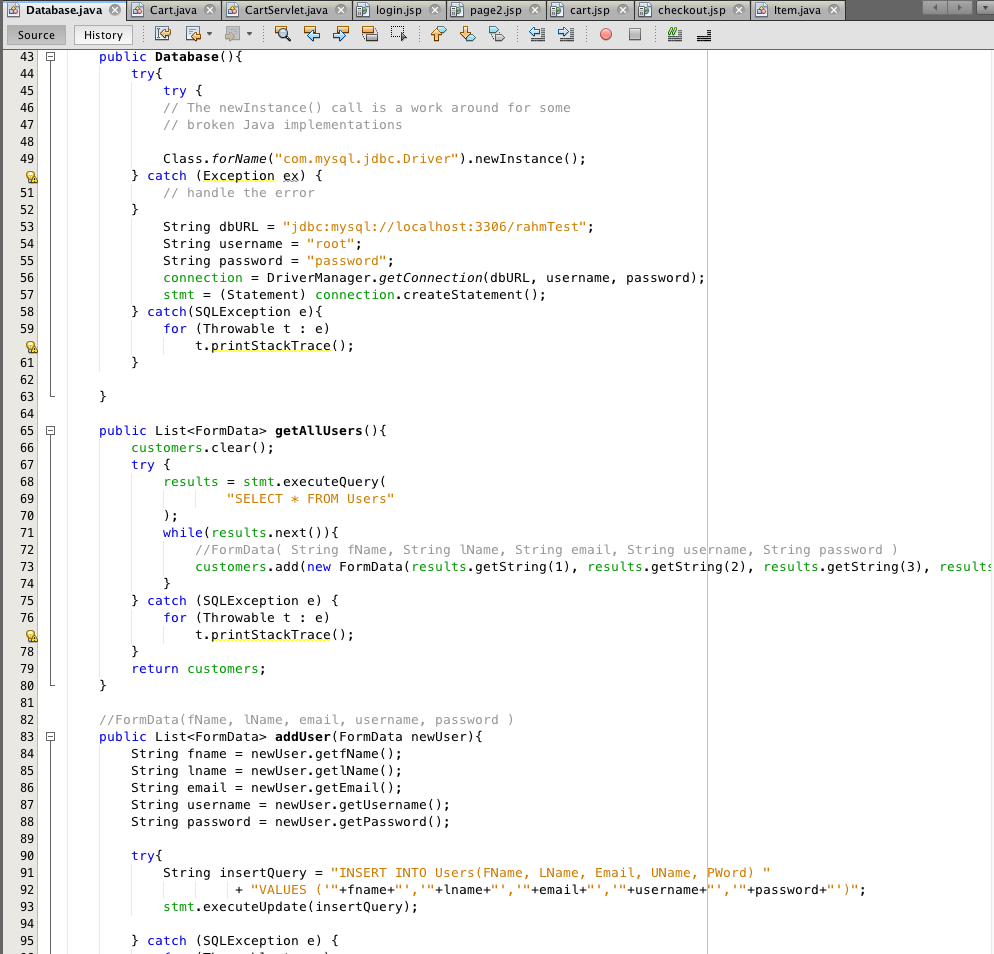 Database.java Cart.java CartServlet.java login.jsp page2.jsp cart.jsp checkout.jsp Item.java
Source History
43 public Database(){
44 try{
45 try {
46 // The newInstance() call is a work around for some
47 // broken Java implementations
48
49 Class.forName("com.mysql.jdbc.Driver").newInstance();
} catch (Exception ex) {
51 // handle the error
52 }
53 String dbURL = "jdbc:mysql://localhost:3306/rahmTest";
54 String username = "root";
55 String password = "password";
56 connection = DriverManager.getConnection(dbURL, username, password);
57 stmt = (Statement) connection.createStatement();
58 } catch(SQLException e){
59 for (Throwable t : e)
t.printStackTrace();
61 }
62
63 }
64
65 public List<FormData> getAllUsers(){
66 customers.clear();
67 try {
68 results = stmt.executeQuery(
69 "SELECT * FROM Users"
70 );
71 while(results.next()){
72 //FormData( String fName, String lName, String email, String username, String password )
73 customers.add(new FormData(results.getString(1), results.getString(2), results.getString(3), results
74 }
75 } catch (SQLException e) {
76 for (Throwable t : e)
t.printStackTrace();
78 }
79 return customers;
80 }
81
82 //FormData(fName, lName, email, username, password )
83 public List<FormData> addUser(FormData newUser){
84 String fname = newUser.getfName();
85 String lname = newUser.getlName();
86 String email = newUser.getEmail();
87 String username = newUser.getUsername();
88 String password = newUser.getPassword();
89
90 try{
91 String insertQuery = "INSERT INTO Users(FName, LName, Email, UName, PWord) "
92 + "VALUES ('"+fname+"','"+lname+"','"+email+"','"+username+"','"+password+"')";
93 stmt.executeUpdate(insertQuery);
94
95 } catch (SQLException e) {